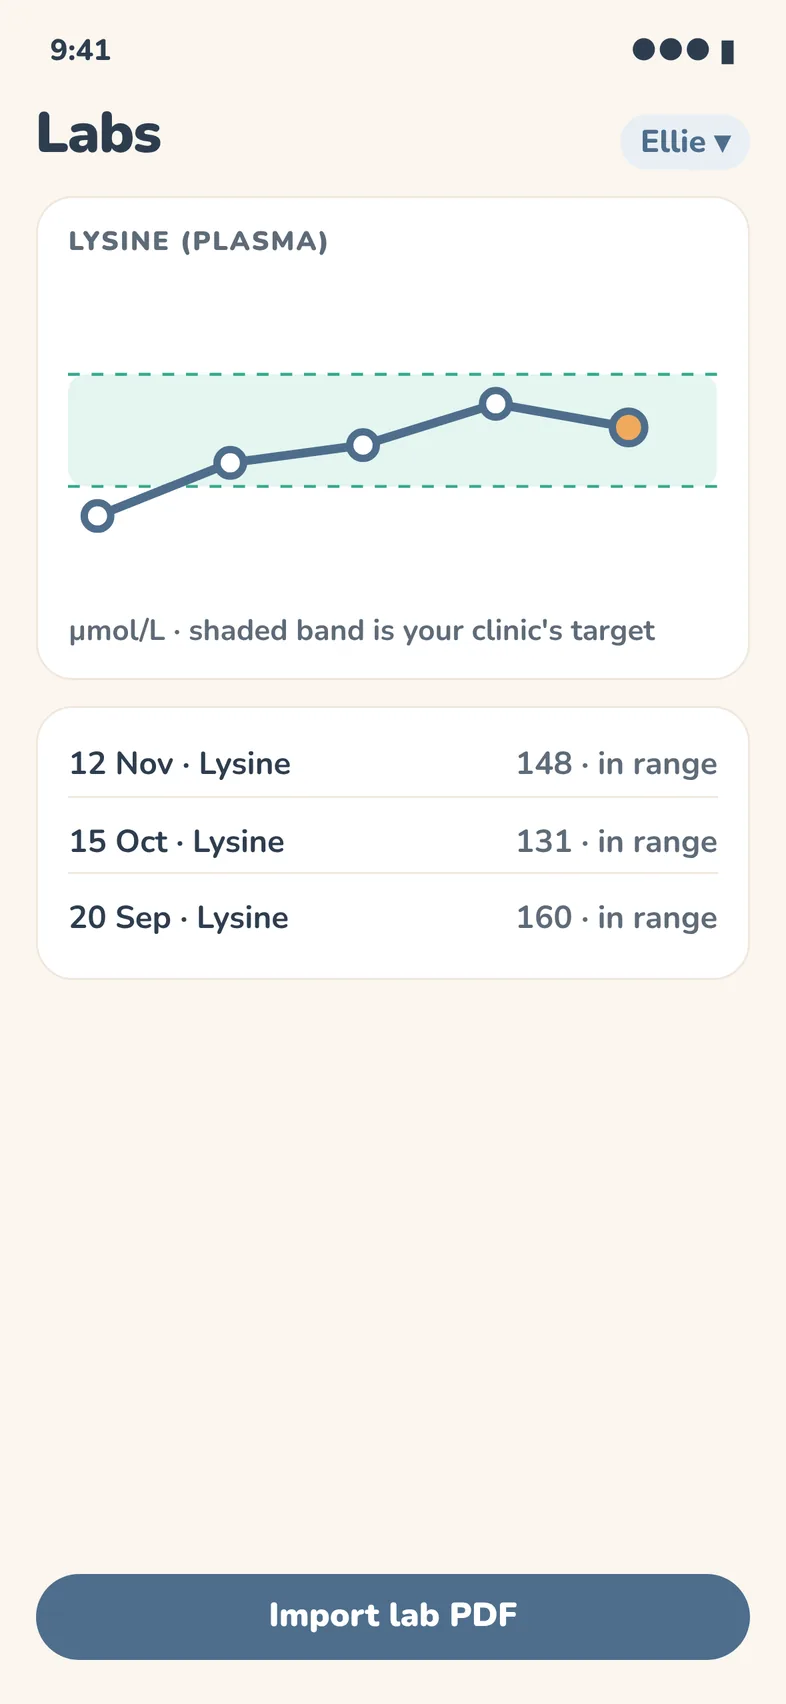 9:41
Labs
Ellie ▾
LYSINE (PLASMA)
µmol/L · shaded band is your clinic's target
12 Nov · Lysine 148 · in range
15 Oct · Lysine 131 · in range
20 Sep · Lysine 160 · in range
Import lab PDF